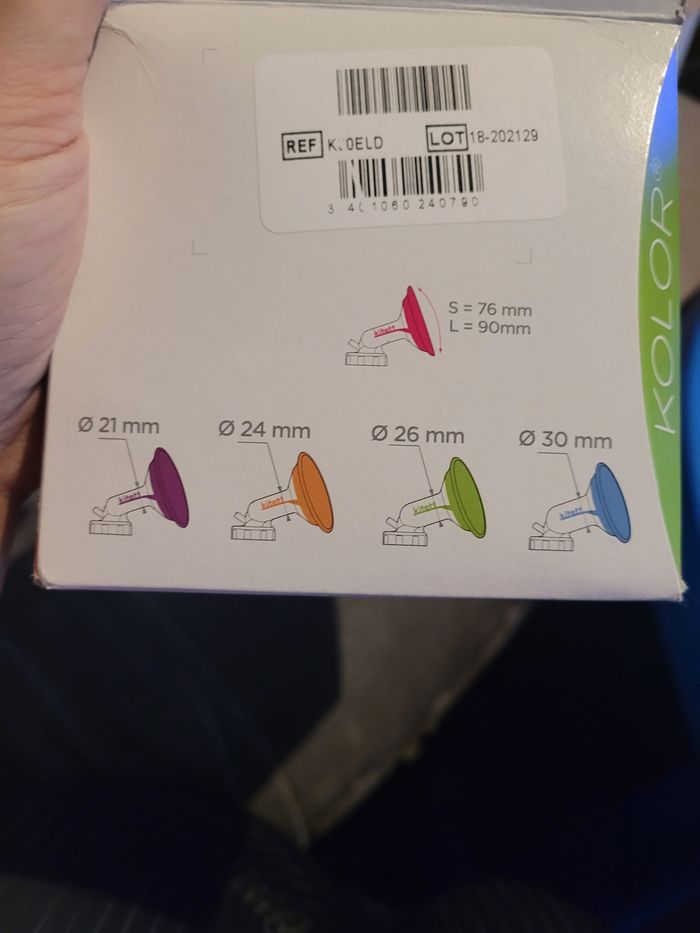 REF
LOT 18-202129
240790
kitett
S = 76 mm
L = 90mm
KOLOR®
Ø 21 mm
Ø 24 mm
Ø 26 mm
Ø 30 mm
kitett
kitett
kitett
kitett